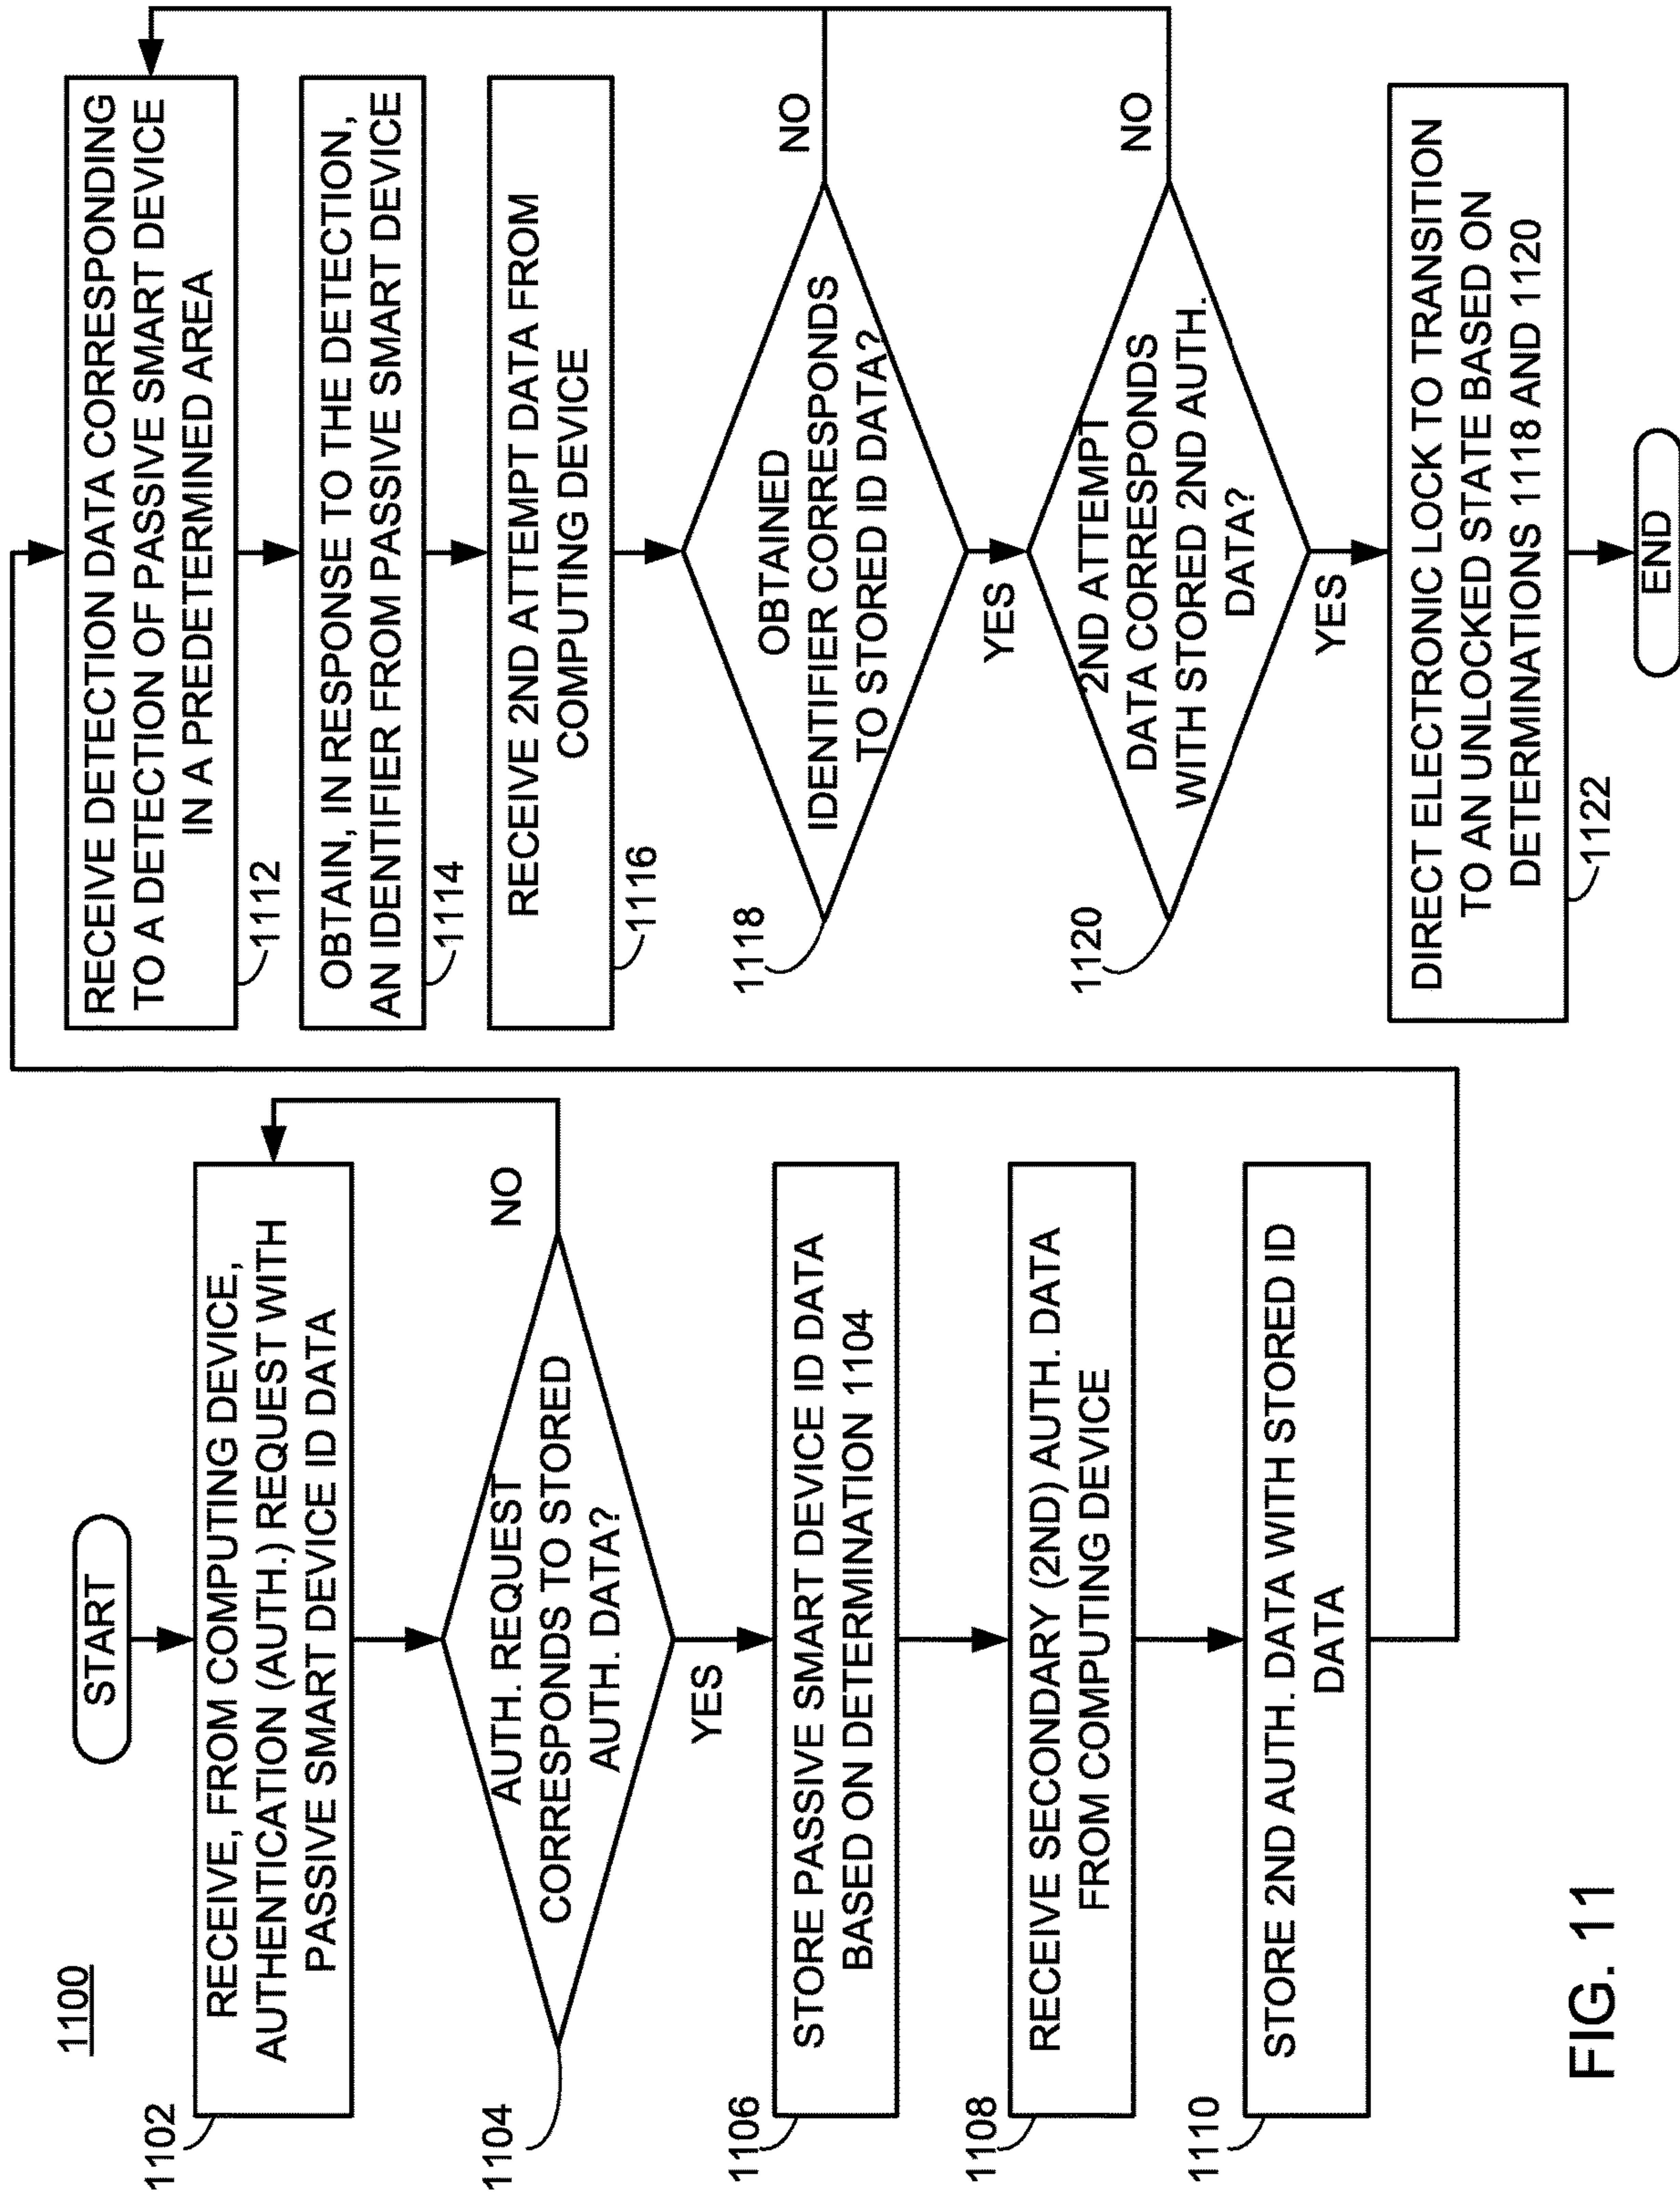 1100
START
RECEIVE, FROM COMPUTING DEVICE,
AUTHENTICATION (AUTH.) REQUEST WITH
PASSIVE SMART DEVICE ID DATA
1102
AUTH. REQUEST
CORRESPONDS TO STORED
AUTH. DATA?
NO
1104
YES
STORE PASSIVE SMART DEVICE ID DATA
BASED ON DETERMINATION 1104
1106
RECEIVE SECONDARY (2ND) AUTH. DATA
FROM COMPUTING DEVICE
1108
STORE 2ND AUTH. DATA WITH STORED ID
DATA
1110
RECEIVE DETECTION DATA CORRESPONDING
TO A DETECTION OF PASSIVE SMART DEVICE
IN A PREDETERMINED AREA
1112
OBTAIN, IN RESPONSE TO THE DETECTION,
AN IDENTIFIER FROM PASSIVE SMART DEVICE
1114
RECEIVE 2ND ATTEMPT DATA FROM
COMPUTING DEVICE
1116
OBTAINED
IDENTIFIER CORRESPONDS
TO STORED ID DATA?
NO
1118
YES
2ND ATTEMPT
DATA CORRESPONDS
WITH STORED 2ND AUTH.
DATA?
NO
1120
YES
DIRECT ELECTRONIC LOCK TO TRANSITION
TO AN UNLOCKED STATE BASED ON
DETERMINATIONS 1118 AND 1120
1122
END
FIG. 11